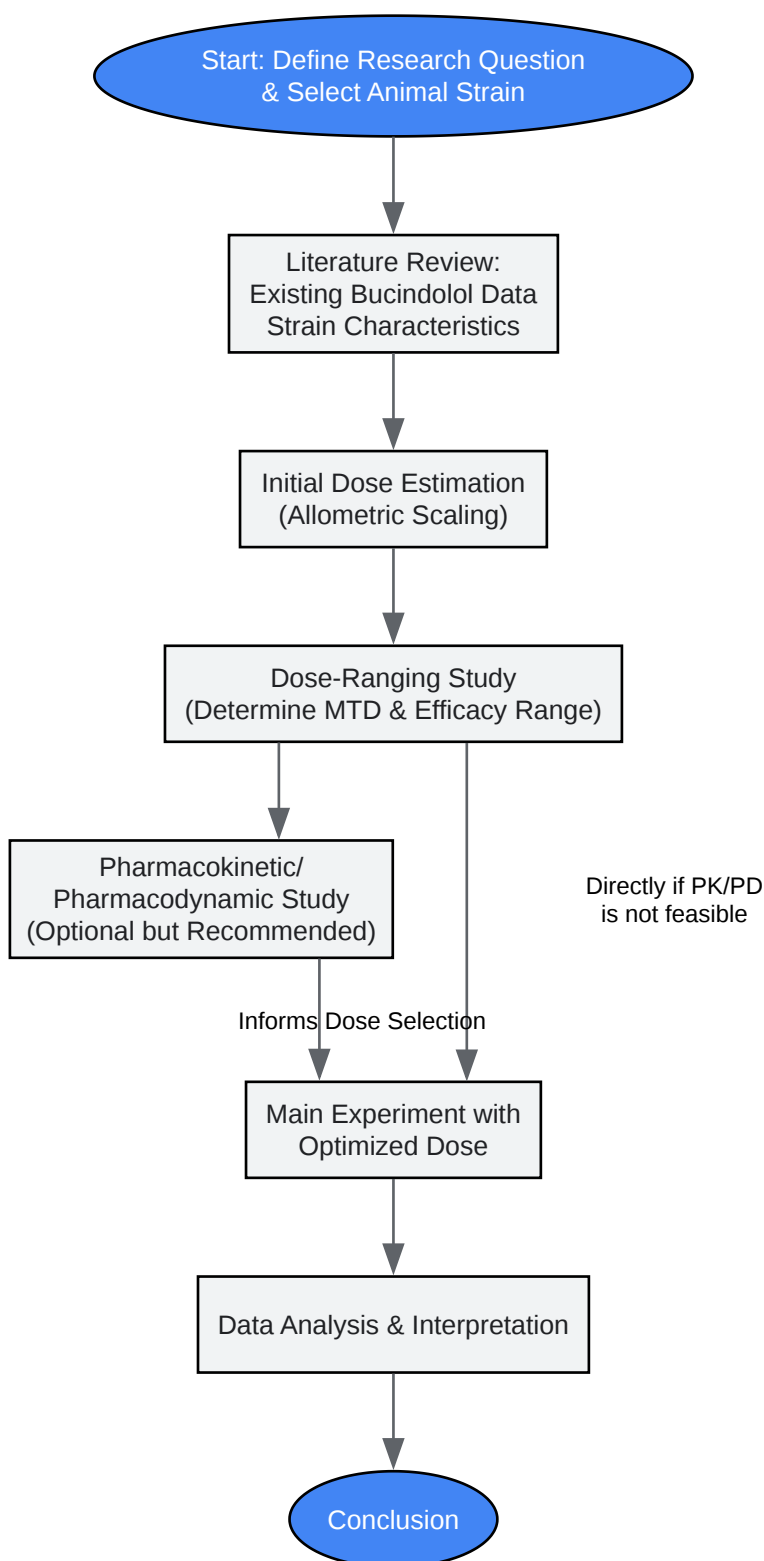 Start: Define Research Question
& Select Animal Strain
Literature Review:
Existing Bucindolol Data
Strain Characteristics
Initial Dose Estimation
(Allometric Scaling)
Dose-Ranging Study
(Determine MTD & Efficacy Range)
Pharmacokinetic/
Pharmacodynamic Study
(Optional but Recommended)
Directly if PK/PD
is not feasible
Informs Dose Selection
Main Experiment with
Optimized Dose
Data Analysis & Interpretation
Conclusion